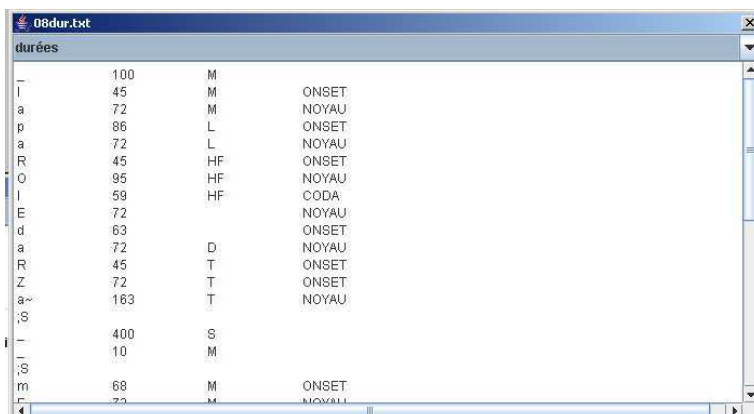 08dur.txt
durées
_ 100 M
l 45 M ONSET
a 72 M NOYAU
p 86 L ONSET
a 72 L NOYAU
R 45 HF ONSET
O 95 HF NOYAU
l 59 HF CODA
E 72 NOYAU
d 63 ONSET
a 72 D NOYAU
R 45 T ONSET
Z 72 T ONSET
a~ 163 T NOYAU
;S
_ 400 S
_ 10 M
;S
m 68 M ONSET